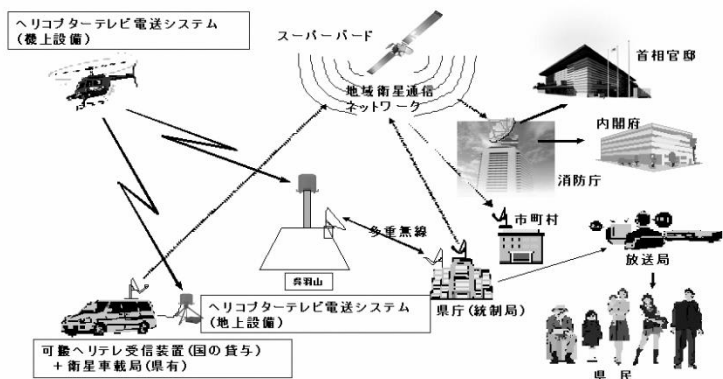 ヘリコプターテレビ電送システム
(機上設備)
スーパーバード
地域衛星通信
ネットワーク
首相官邸
内閣府
消防庁
市町村
多重無線
呉羽山
放送局
県庁(統制局)
ヘリコプターテレビ電送システム
(地上設備)
可搬ヘリテレ受信装置(国の貸与)
+衛星車載局(県有)
県 民